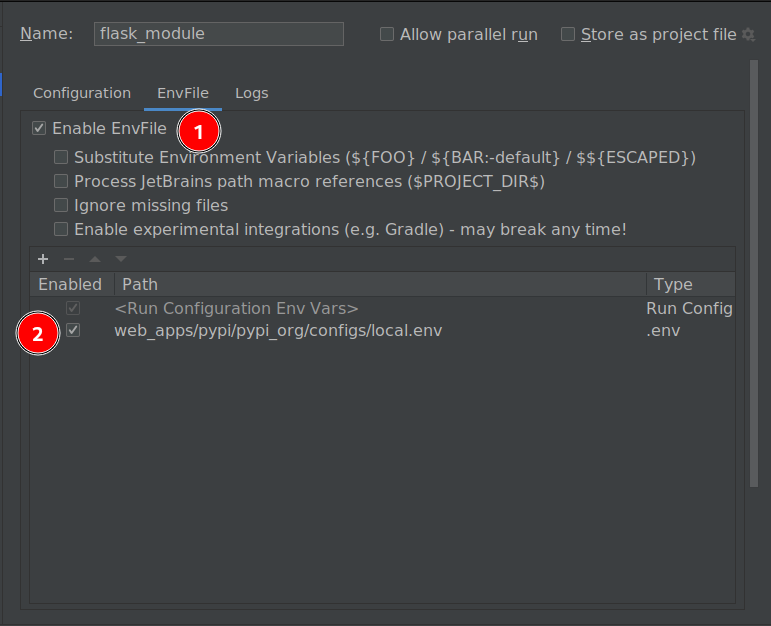 Name: flask_module Allow parallel run Store as project file
Configuration EnvFile Logs
Enable EnvFile 1
Substitute Environment Variables (${FOO} / ${BAR:-default} / $${ESCAPED})
Process JetBrains path macro references ($PROJECT_DIR$)
Ignore missing files
Enable experimental integrations (e.g. Gradle) - may break any time!
Enabled Path Type
<Run Configuration Env Vars> Run Config
2 web_apps/pypi/pypi_org/configs/local.env .env